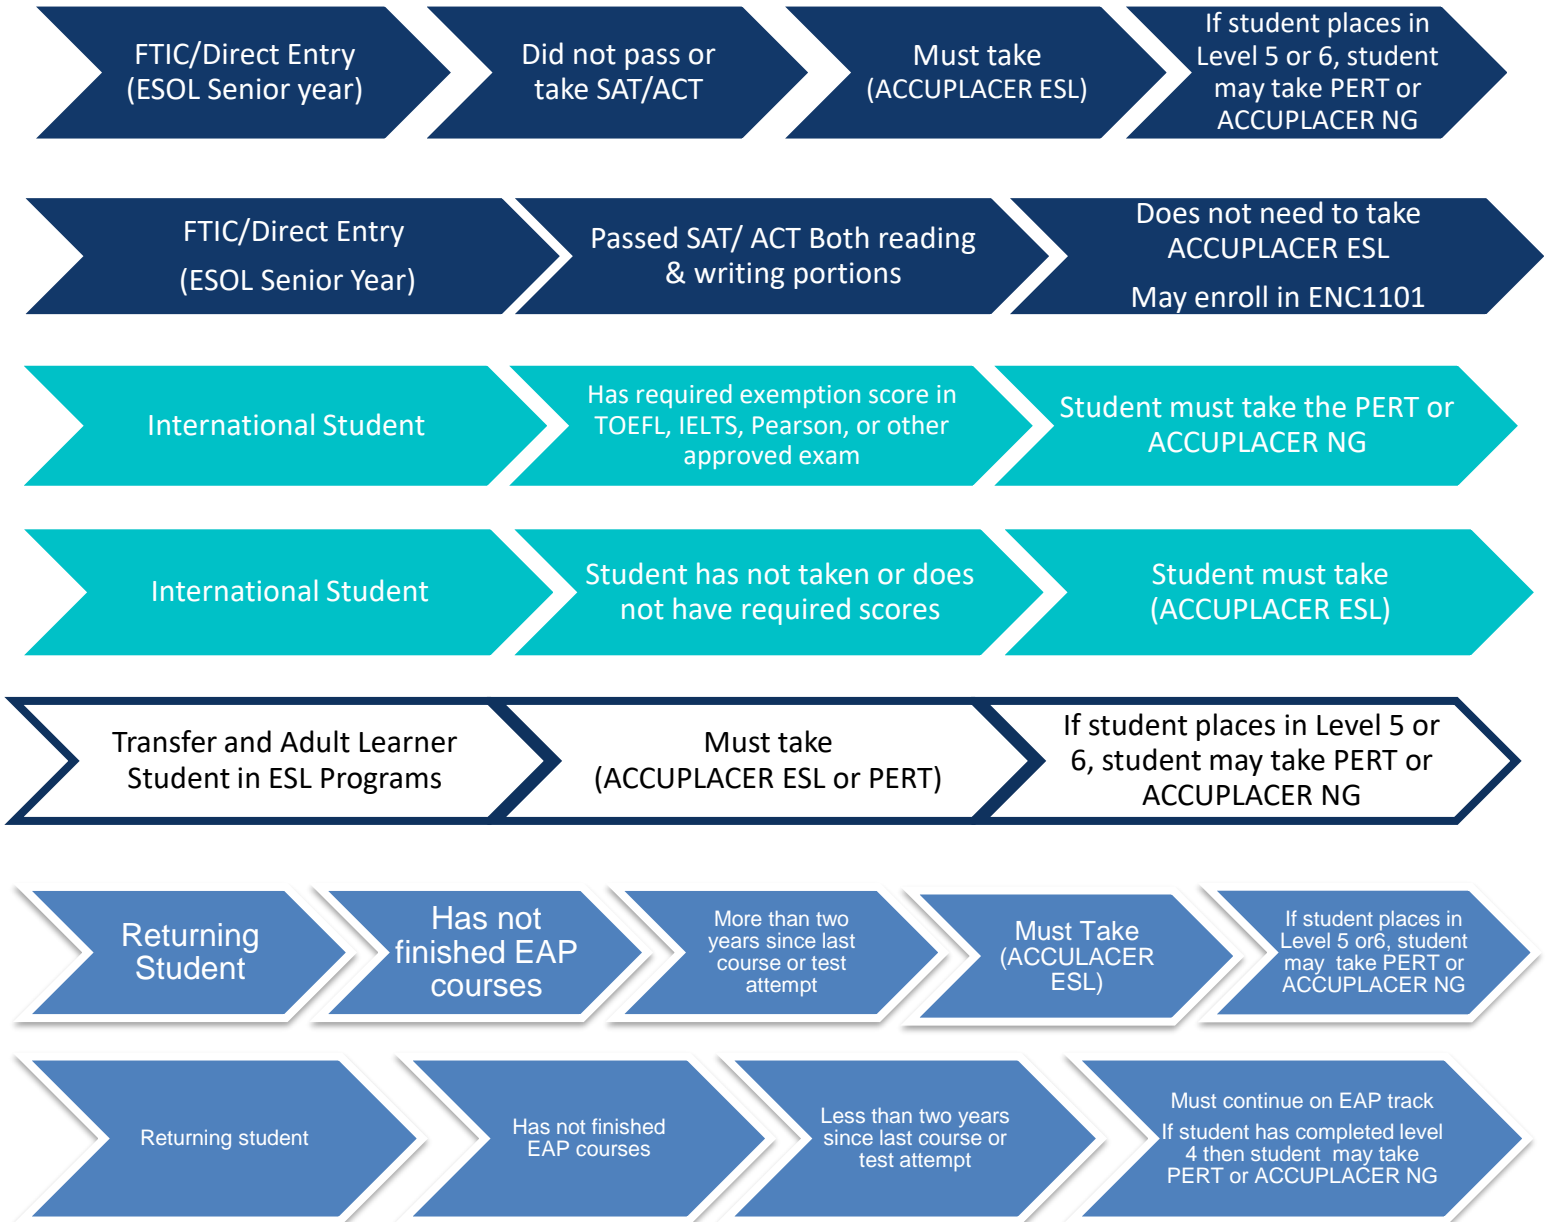 FTIC/Direct Entry
(ESOL Senior year)
Did not pass or
take SAT/ACT
Must take
(ACCUPLACER ESL)
If student places in
Level 5 or 6, student
may take PERT or
ACCUPLACER NG
FTIC/Direct Entry
(ESOL Senior Year)
Passed SAT/ ACT Both reading
& writing portions
Does not need to take
ACCUPLACER ESL
May enroll in ENC1101
International Student
Has required exemption score in
TOEFL, IELTS, Pearson, or other
approved exam
Student must take the PERT or
ACCUPLACER NG
International Student
Student has not taken or does
not have required scores
Student must take
(ACCUPLACER ESL)
Transfer and Adult Learner
Student in ESL Programs
Must take
(ACCUPLACER ESL or PERT)
If student places in Level 5 or
6, student may take PERT or
ACCUPLACER NG
Returning
Student
Has not
finished EAP
courses
More than two
years since last
course or test
attempt
Must Take
(ACCULACER
ESL)
If student places in
Level 5 or6, student
may take PERT or
ACCUPLACER NG
Returning student
Has not finished
EAP courses
Less than two years
since last course or
test attempt
Must continue on EAP track
If student has completed level
4 then student may take
PERT or ACCUPLACER NG